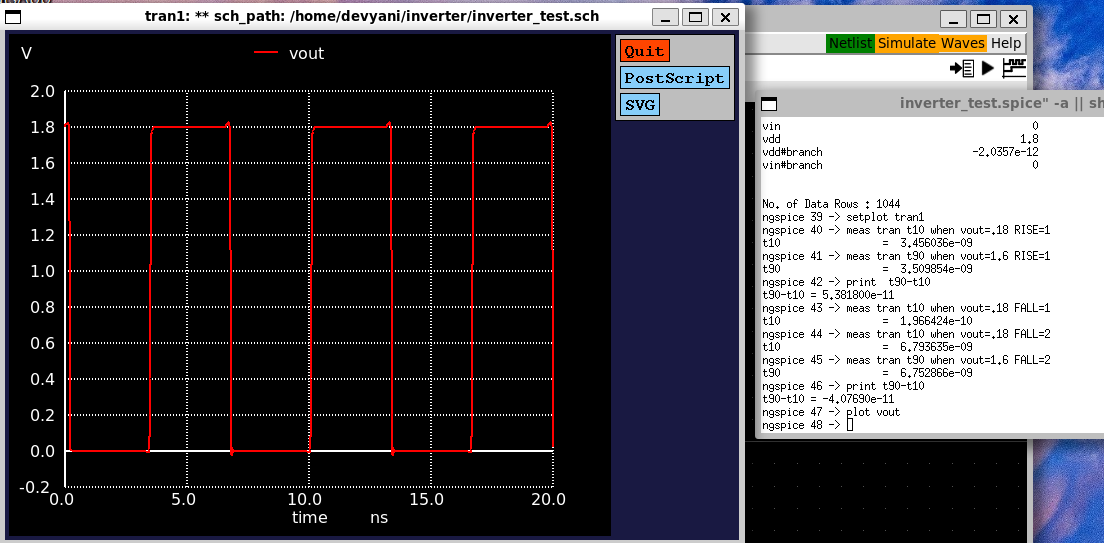 tran1: ** sch_path: /home/devyani/inverter/inverter_test.sch
V
vout
Quit
PostScript
SVG
2.0
1.8
1.6
1.4
1.2
1.0
0.8
0.6
0.4
0.2
0.0
-0.2
0.0 5.0 10.0 15.0 20.0
time ns
Netlist Simulate Waves Help
inverter_test.spice" -a || sh
vin 0
vdd 1.8
vdd#branch -2.0357e-12
vin#branch 0
No. of Data Rows : 1044
ngspice 39 -> setplot tran1
ngspice 40 -> meas tran t10 when vout=.18 RISE=1
t10 = 3.456036e-09
ngspice 41 -> meas tran t90 when vout=1.6 RISE=1
t90 = 3.509854e-09
ngspice 42 -> print  t90-t10
t90-t10 = 5.381800e-11
ngspice 43 -> meas tran t10 when vout=.18 FALL=1
t10 = 1.966424e-10
ngspice 44 -> meas tran t10 when vout=.18 FALL=2
t10 = 6.793635e-09
ngspice 45 -> meas tran t90 when vout=1.6 FALL=2
t90 = 6.752866e-09
ngspice 46 -> print t90-t10
t90-t10 = -4.07690e-11
ngspice 47 -> plot vout
ngspice 48 ->